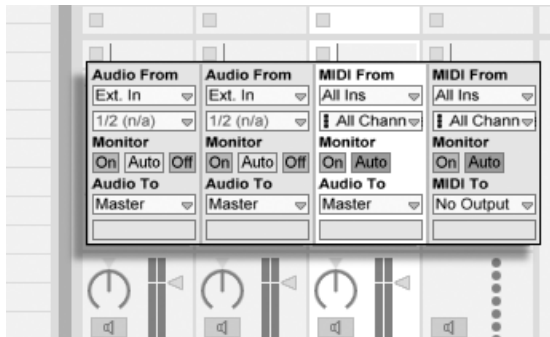 Audio From Audio From MIDI From MIDI From
Ext. In Ext. In All Ins All Ins
1/2 (n/a) 1/2 (n/a) All Chann All Chann
Monitor Monitor Monitor Monitor
On Auto Off On Auto Off On Auto On Auto
Audio To Audio To Audio To MIDI To
Master Master Master No Output